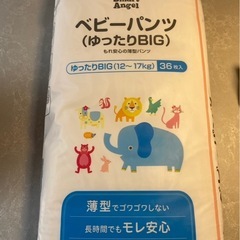 Smart
Angel
ベビーパンツ
(ゆったりBIG)
もれ安心の薄型パンツ
ゆったりBIG(12〜17kg) 36枚入
薄型でゴワゴワしない
長時間でもモレ安心